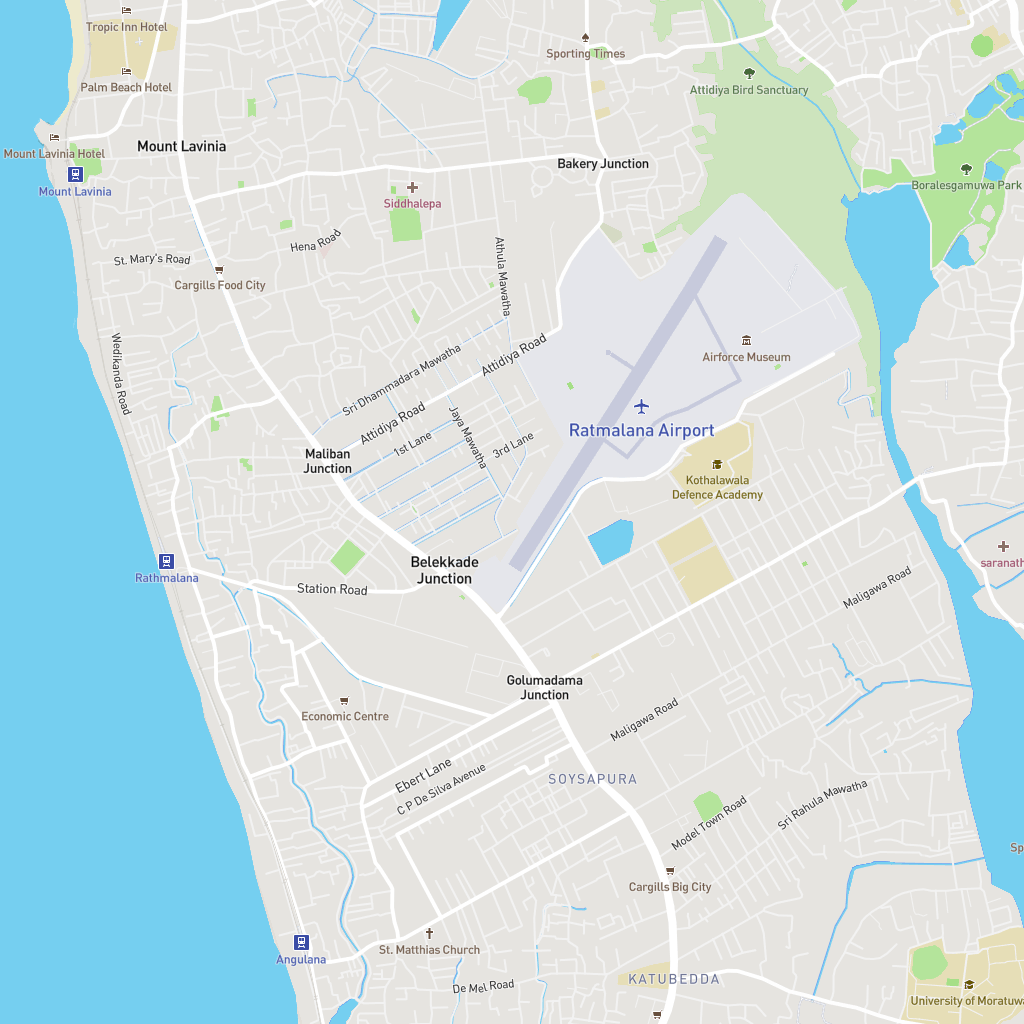 Tropic Inn Hotel
Sporting Times
Palm Beach Hotel
Attidiya Bird Sanctuary
Mount Lavinia
Mount Lavinia Hotel
Bakery Junction
Mount Lavinia
Boralesgamuwa Park
Siddhalepa
Hena Road
St. Mary's Road
Athula Mawatha
Cargills Food City
Wedikanda Road
Attidiya Road
Airforce Museum
Sri Dhammadara Mawatha
Attidiya Road
Jaya Mawatha
Ratmalana Airport
1st Lane
3rd Lane
Maliban
Junction
Kothalawala
Defence Academy
Belekkade
Junction
saranath
Rathmalana
Station Road
Maligawa Road
Golumadama
Junction
Economic Centre
Maligawa Road
Ebert Lane
C P De Silva Avenue
SOYSAPURA
Sri Rahula Mawatha
Model Town Road
Sp
Cargills Big City
St. Matthias Church
Angulana
KATUBEDDA
De Mel Road
University of Moratuwa